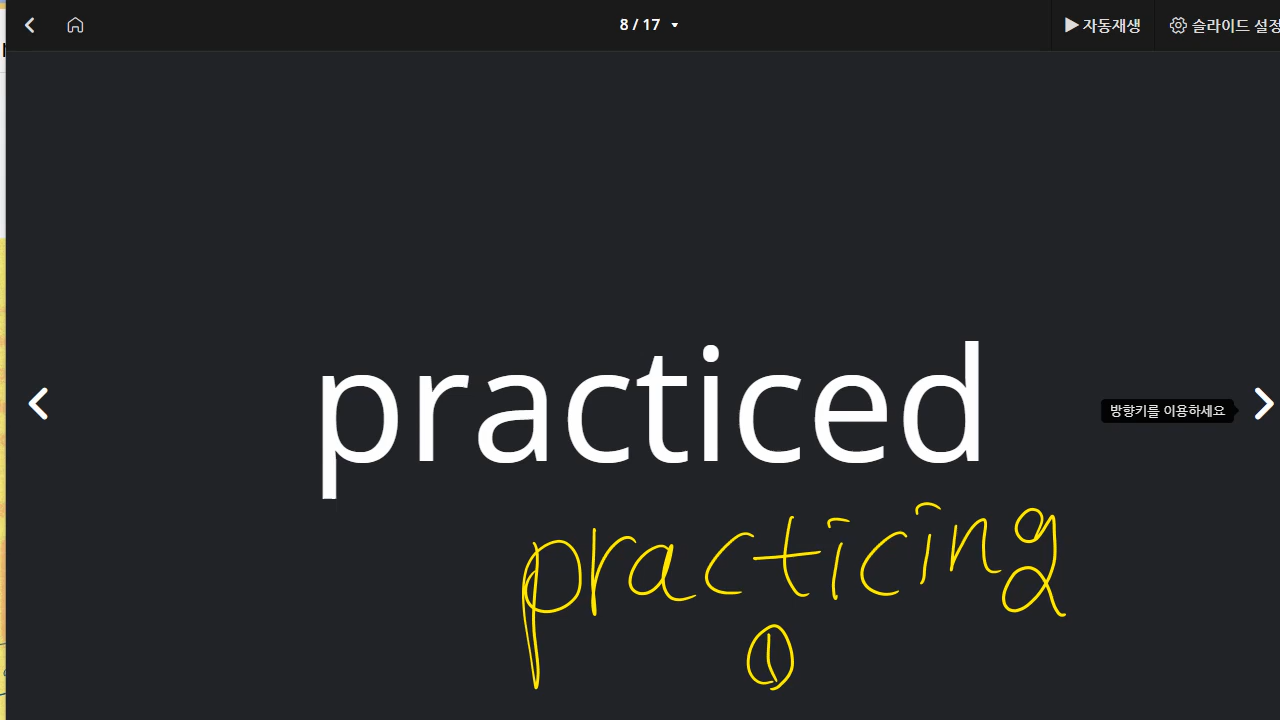 8 / 17
자동재생
슬라이드 설정
practiced
방향키를 이용하세요
practicing
①